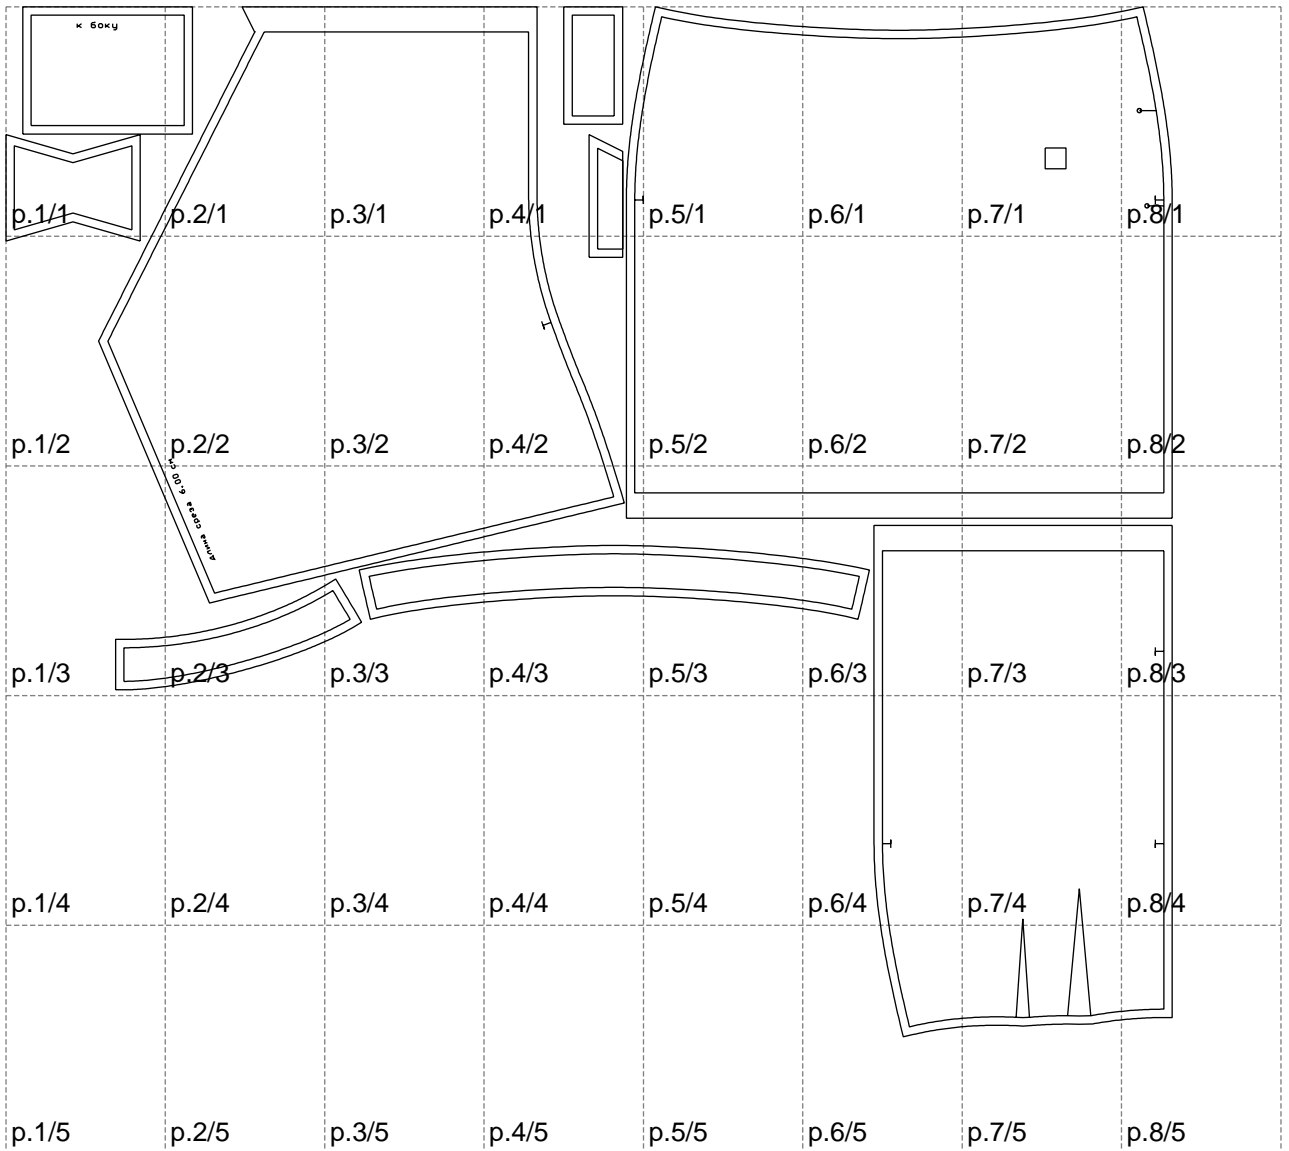 к боку
p.1/1
p.2/1
p.3/1
p.4/1
p.5/1
p.6/1
p.7/1
p.8/1
p.1/2
p.2/2
p.3/2
p.4/2
p.5/2
p.6/2
p.7/2
p.8/2
длина среза 6.00 см
p.1/3
p.2/3
p.3/3
p.4/3
p.5/3
p.6/3
p.7/3
p.8/3
p.1/4
p.2/4
p.3/4
p.4/4
p.5/4
p.6/4
p.7/4
p.8/4
p.1/5
p.2/5
p.3/5
p.4/5
p.5/5
p.6/5
p.7/5
p.8/5